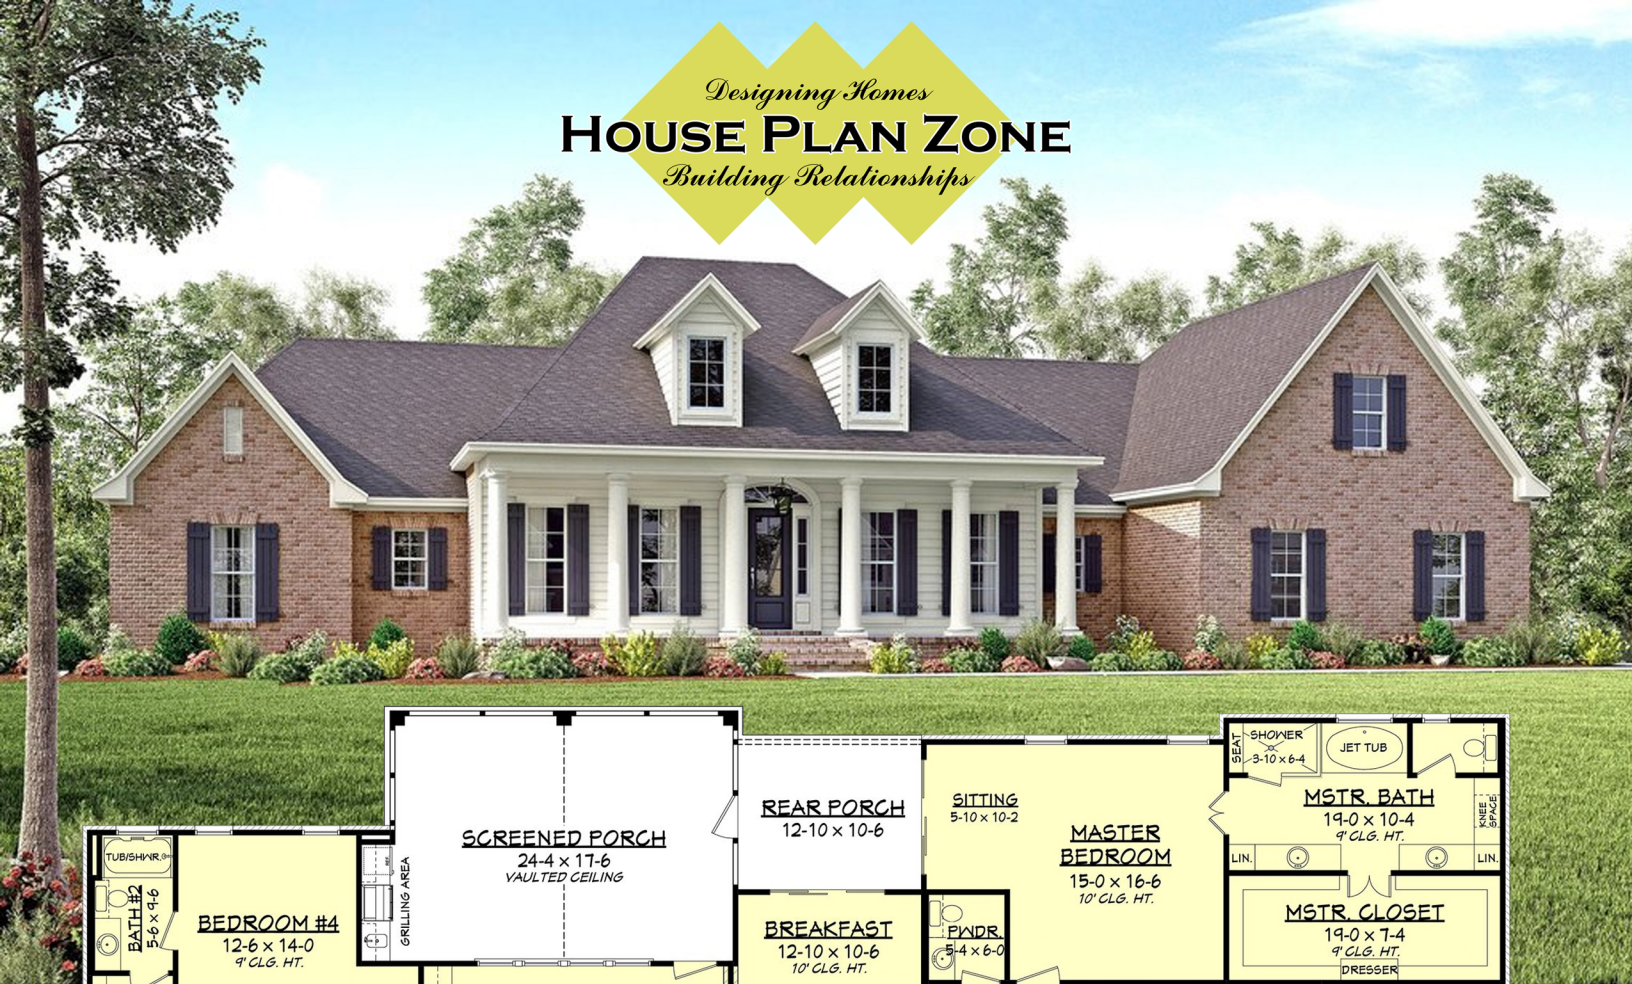 Designing Homes
HOUSE PLAN ZONE
Building Relationships
SEAT
SHOWER
3-10 x 6-4
JET TUB
SITTING
5-10 x 10-2
REAR PORCH
12-10 x 10-6
MSTR. BATH
19-0 x 10-4
9' CLG. HT.
KNEE SPACE
SCREENED PORCH
24-4 x 17-6
VAULTED CEILING
MASTER
BEDROOM
15-0 x 16-6
10' CLG. HT.
TUB/SHWR.
REF.
LIN.
LIN.
GRILLING AREA
BATH #2
5-6 x 9-6
BEDROOM #4
12-6 x 14-0
9' CLG. HT.
BREAKFAST
12-10 x 10-6
10' CLG. HT.
PWDR.
5-4 x 6-0
MSTR. CLOSET
19-0 x 7-4
9' CLG. HT.
DRESSER